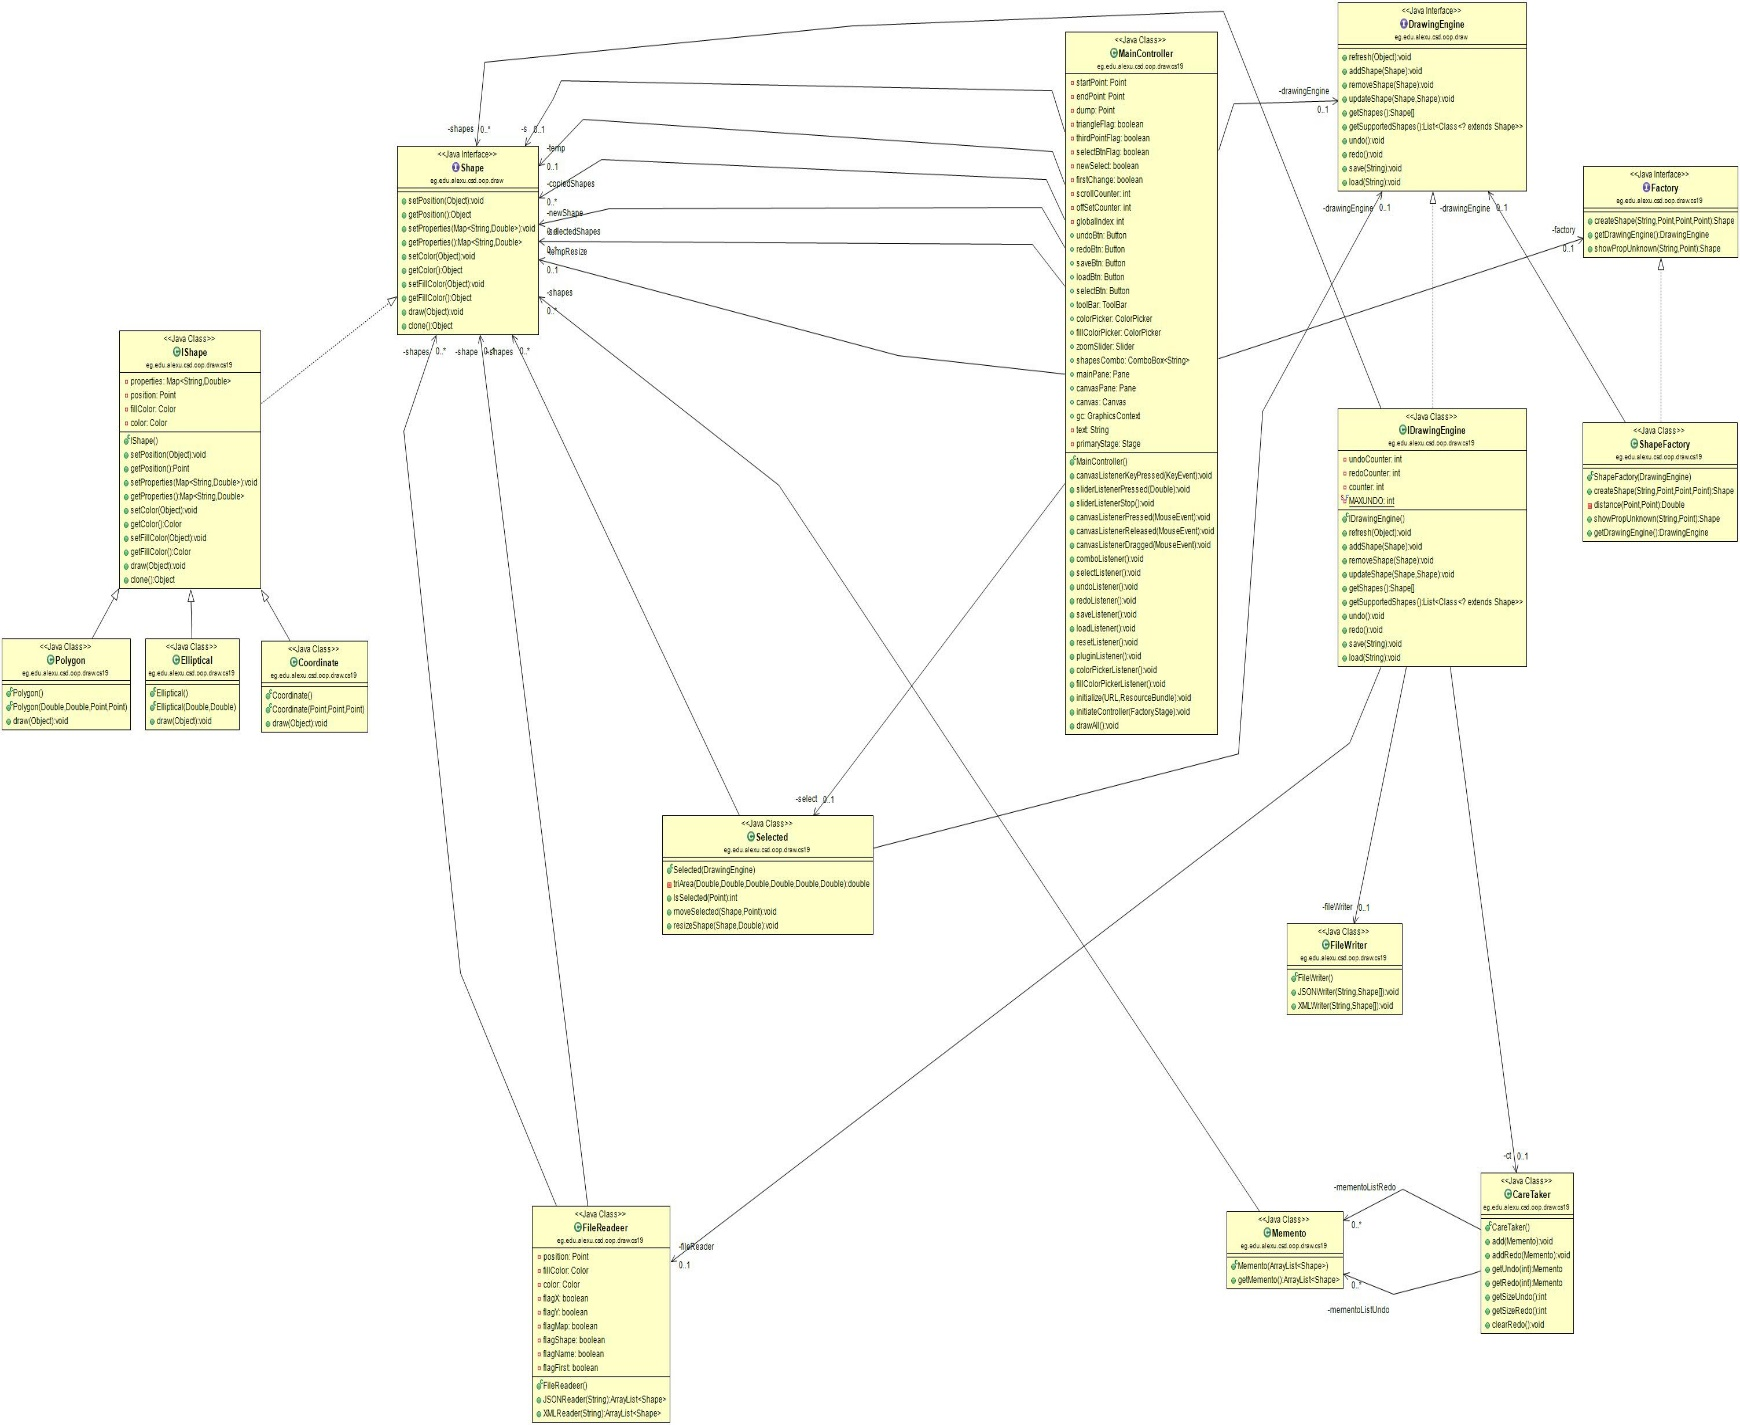 <<Java Interface>>
DrawingEngine
eg.edu.alexu.csd.oop.draw
refresh(Object):void
addShape(Shape):void
removeShape(Shape):void
updateShape(Shape,Shape):void
getShapes():Shape[]
getSupportedShapes():List<Class<? extends Shape>>
undo():void
redo():void
save(String):void
load(String):void
<<Java Class>>
MainController
eg.edu.alexu.csd.oop.draw.cs19
startPoint: Point
endPoint: Point
dump: Point
triangleFlag: boolean
thirdPointFlag: boolean
selectBtnFlag: boolean
newSelect: boolean
firstChange: boolean
scrollCounter: int
offSetCounter: int
globalIndex: int
undoBtn: Button
redoBtn: Button
saveBtn: Button
loadBtn: Button
selectBtn: Button
toolBar: ToolBar
colorPicker: ColorPicker
fillColorPicker: ColorPicker
zoomSlider: Slider
shapesCombo: ComboBox<String>
mainPane: Pane
canvasPane: Pane
canvas: Canvas
gc: GraphicsContext
text: String
primaryStage: Stage
MainController()
canvasListenerKeyPressed(KeyEvent):void
sliderListenerPressed(Double):void
sliderListenerStop():void
canvasListenerPressed(MouseEvent):void
canvasListenerReleased(MouseEvent):void
canvasListenerDragged(MouseEvent):void
comboListener():void
selectListener():void
undoListener():void
redoListener():void
saveListener():void
loadListener():void
resetListener():void
pluginListener():void
colorPickerListener():void
fillColorPickerListener():void
initialize(URL,ResourceBundle):void
initiateController(Factory,Stage):void
drawAll():void
-drawingEngine
0..1
-shapes 0..*
-s 0..1
-temp
0..1
-copiedShapes
0..*
-newShape
-selectedShapes
-tempResize
0..1
-shapes
0..*
<<Java Interface>>
Shape
eg.edu.alexu.csd.oop.draw
setPosition(Object):void
getPosition():Object
setProperties(Map<String,Double>):void
getProperties():Map<String,Double>
setColor(Object):void
getColor():Object
setFillColor(Object):void
getFillColor():Object
draw(Object):void
clone():Object
-shapes 0..*
-shape
-shapes 0..*
<<Java Interface>>
Factory
eg.edu.alexu.csd.oop.draw.cs19
createShape(String,Point,Point,Point):Shape
getDrawingEngine():DrawingEngine
showPropUnknown(String,Point):Shape
-drawingEngine 0..1
-drawingEngine 0..1
-factory
0..1
<<Java Class>>
IShape
eg.edu.alexu.csd.oop.draw.cs19
properties: Map<String,Double>
position: Point
fillColor: Color
color: Color
IShape()
setPosition(Object):void
getPosition():Point
setProperties(Map<String,Double>):void
getProperties():Map<String,Double>
setColor(Object):void
getColor():Color
setFillColor(Object):void
getFillColor():Color
draw(Object):void
clone():Object
<<Java Class>>
IDrawingEngine
eg.edu.alexu.csd.oop.draw.cs19
undoCounter: int
redoCounter: int
counter: int
MAXUNDO: int
IDrawingEngine()
refresh(Object):void
addShape(Shape):void
removeShape(Shape):void
updateShape(Shape,Shape):void
getShapes():Shape[]
getSupportedShapes():List<Class<? extends Shape>>
undo():void
redo():void
save(String):void
load(String):void
<<Java Class>>
ShapeFactory
eg.edu.alexu.csd.oop.draw.cs19
ShapeFactory(DrawingEngine)
createShape(String,Point,Point,Point):Shape
distance(Point,Point):Double
showPropUnknown(String,Point):Shape
getDrawingEngine():DrawingEngine
<<Java Class>>
Polygon
eg.edu.alexu.csd.oop.draw.cs19
Polygon()
Polygon(Double,Double,Point,Point)
draw(Object):void
<<Java Class>>
Elliptical
eg.edu.alexu.csd.oop.draw.cs19
Elliptical()
Elliptical(Double,Double)
draw(Object):void
<<Java Class>>
Coordinate
eg.edu.alexu.csd.oop.draw.cs19
Coordinate()
Coordinate(Point,Point,Point)
draw(Object):void
-select 0..1
<<Java Class>>
Selected
eg.edu.alexu.csd.oop.draw.cs19
Selected(DrawingEngine)
triArea(Double,Double,Double,Double,Double,Double):double
isSelected(Point):int
moveSelected(Shape,Point):void
resizeShape(Shape,Double):void
-fileWriter 0..1
<<Java Class>>
FileWriter
eg.edu.alexu.csd.oop.draw.cs19
FileWriter()
JSONWriter(String,Shape[]):void
XMLWriter(String,Shape[]):void
-ct 0..1
<<Java Class>>
CareTaker
eg.edu.alexu.csd.oop.draw.cs19
CareTaker()
add(Memento):void
addRedo(Memento):void
getUndo(int):Memento
getRedo(int):Memento
getSizeUndo():int
getSizeRedo():int
clearRedo():void
-mementoListRedo
0..*
0..*
-mementoListUndo
<<Java Class>>
Memento
eg.edu.alexu.csd.oop.draw.cs19
Memento(ArrayList<Shape>)
getMemento():ArrayList<Shape>
-fileReader
0..1
<<Java Class>>
FileReadeer
eg.edu.alexu.csd.oop.draw.cs19
position: Point
fillColor: Color
color: Color
flagX: boolean
flagY: boolean
flagMap: boolean
flagShape: boolean
flagName: boolean
flagFirst: boolean
FileReadeer()
JSONReader(String):ArrayList<Shape>
XMLReader(String):ArrayList<Shape>